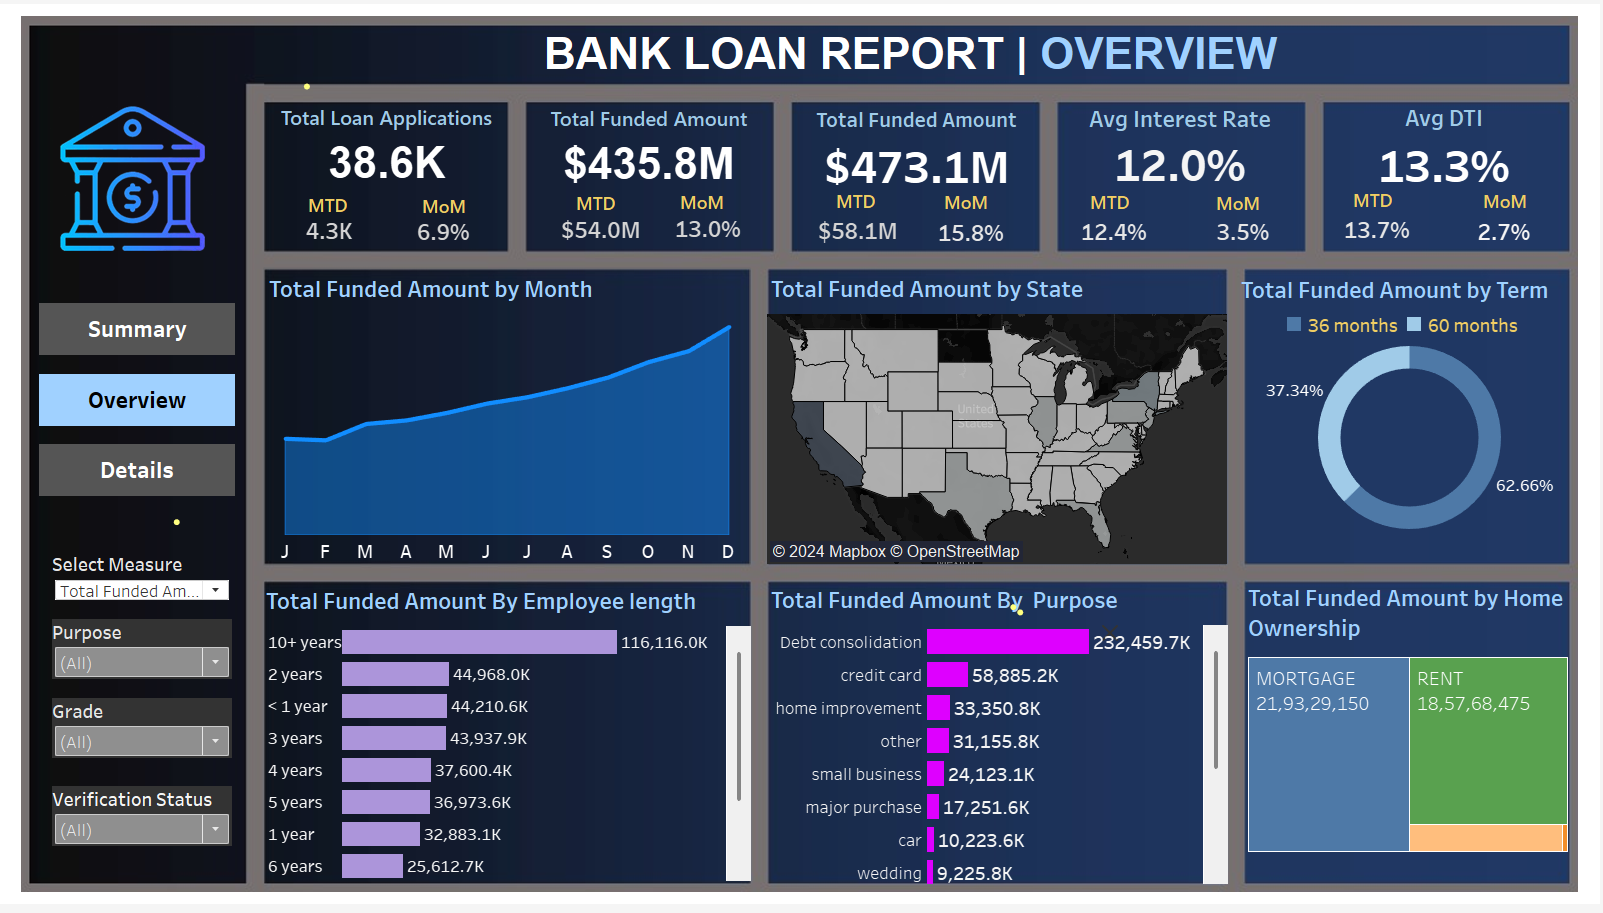 BANK LOAN REPORT | OVERVIEW
Total Loan Applications
38.6K
MTD MoM
4.3K 6.9%
Total Funded Amount
$435.8M
MTD MoM
$54.0M 13.0%
Total Funded Amount
$473.1M
MTD MoM
$58.1M 15.8%
Avg Interest Rate
12.0%
MTD MoM
12.4% 3.5%
Avg DTI
13.3%
MTD MoM
13.7% 2.7%
Summary
Overview
Details
Select Measure
Total Funded Am...
Purpose
(All)
Grade
(All)
Verification Status
(All)
Total Funded Amount by Month
J F M A M J J A S O N D
Total Funded Amount by State
United
States
© 2024 Mapbox © OpenStreetMap
Total Funded Amount by Term
36 months 60 months
37.34%
62.66%
Total Funded Amount By Employee length
10+ years 116,116.0K
2 years 44,968.0K
< 1 year 44,210.6K
3 years 43,937.9K
4 years 37,600.4K
5 years 36,973.6K
1 year 32,883.1K
6 years 25,612.7K
Total Funded Amount By Purpose
Debt consolidation 232,459.7K
credit card 58,885.2K
home improvement 33,350.8K
other 31,155.8K
small business 24,123.1K
major purchase 17,251.6K
car 10,223.6K
wedding 9,225.8K
Total Funded Amount by Home
Ownership
MORTGAGE
21,93,29,150
RENT
18,57,68,475